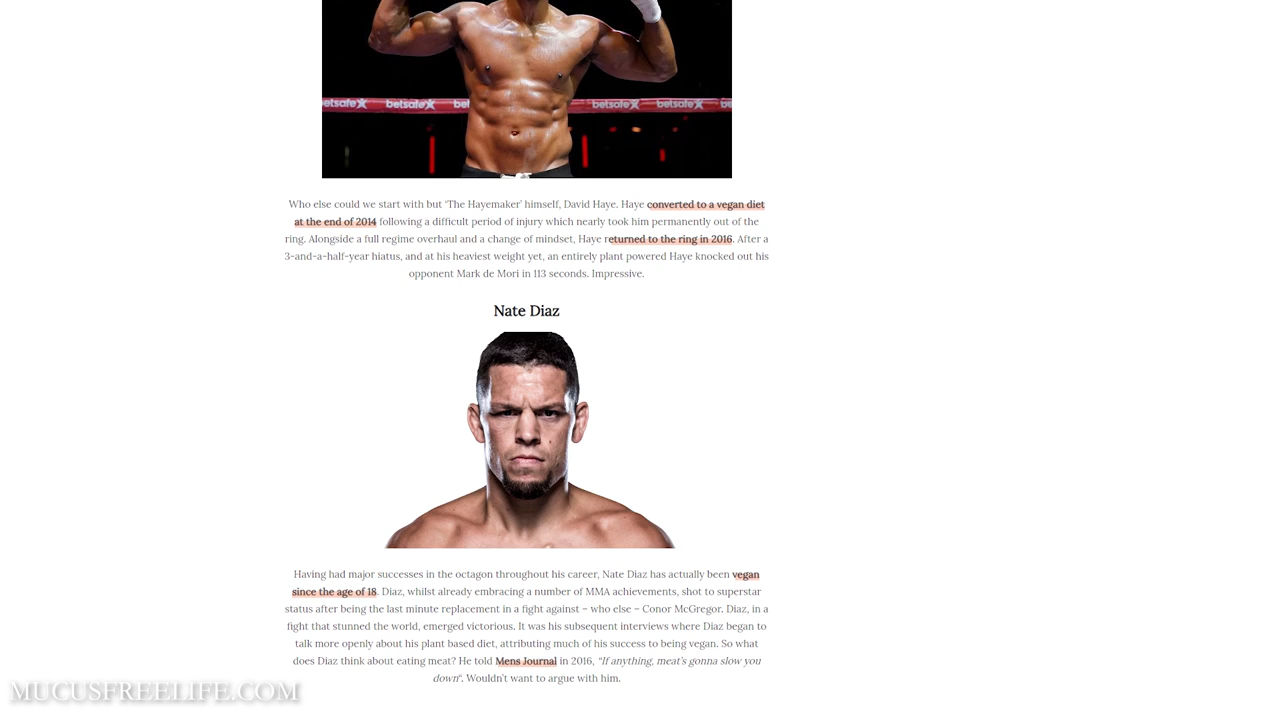 etsafe betsafe be betsafe betsafe be
Who else could we start with but 'The Hayemaker' himself, David Haye. Haye converted to a vegan diet
at the end of 2014 following a difficult period of injury which nearly took him permanently out of the
ring. Alongside a full regime overhaul and a change of mindset, Haye returned to the ring in 2016. After a
3-and-a-half-year hiatus, and at his heaviest weight yet, an entirely plant powered Haye knocked out his
opponent Mark de Mori in 113 seconds. Impressive.
Nate Diaz
Having had major successes in the octagon throughout his career, Nate Diaz has actually been vegan
since the age of 18. Diaz, whilst already embracing a number of MMA achievements, shot to superstar
status after being the last minute replacement in a fight against – who else – Conor McGregor. Diaz, in a
fight that stunned the world, emerged victorious. It was his subsequent interviews where Diaz began to
talk more openly about his plant based diet, attributing much of his success to being vegan. So what
does Diaz think about eating meat? He told Mens Journal in 2016, "If anything, meat's gonna slow you
down". Wouldn't want to argue with him.
MUCUSFREELIFE.COM